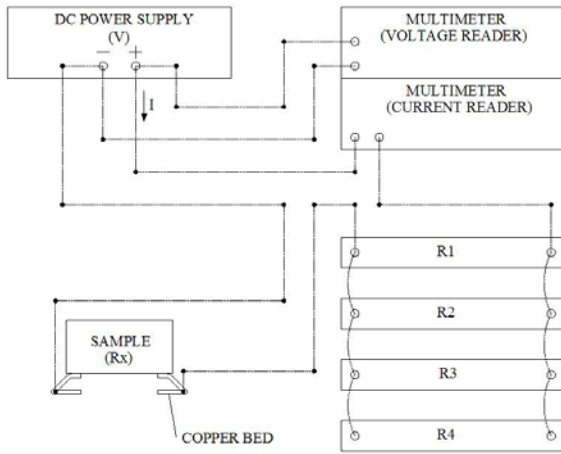 DC POWER SUPPLY
(V)
− +
I
MULTIMETER
(VOLTAGE READER)
MULTIMETER
(CURRENT READER)
R1
R2
R3
R4
SAMPLE
(Rx)
COPPER BED